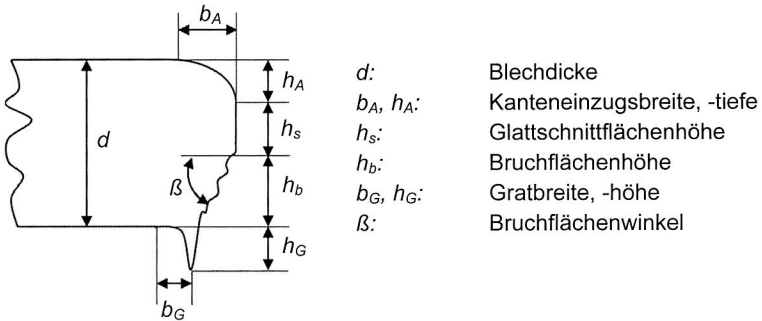 b_A
h_A
h_s
d
ß
h_b
h_G
b_G
d: Blechdicke
b_A, h_A: Kanteneinzugsbreite, -tiefe
h_s: Glattschnittflächenhöhe
h_b: Bruchflächenhöhe
b_G, h_G: Gratbreite, -höhe
ß: Bruchflächenwinkel